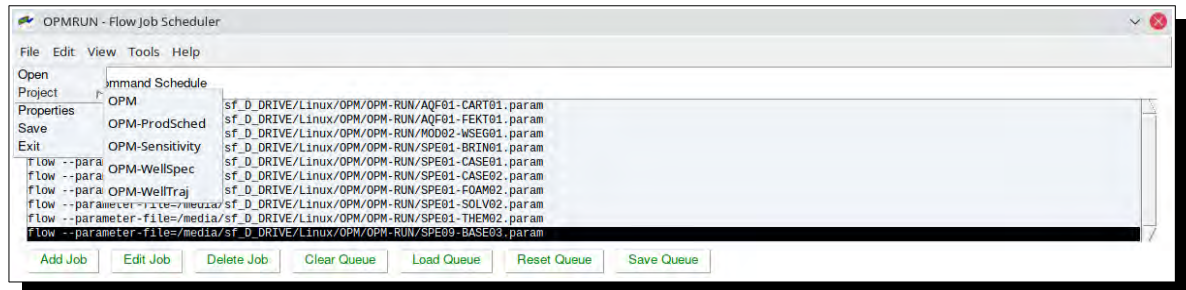 OPMRUN - Flow Job Scheduler
File Edit View Tools Help
Open
Project
Properties
Save
Exit
OPM
OPM-ProdSched
OPM-Sensitivity
OPM-WellSpec
OPM-WellTraj
ommand Schedule
sf_D_DRIVE/Linux/OPM/OPM-RUN/AQF01-CART01.param
sf_D_DRIVE/Linux/OPM/OPM-RUN/AQF01-FEKT01.param
sf_D_DRIVE/Linux/OPM/OPM-RUN/MOD02-WSEG01.param
sf_D_DRIVE/Linux/OPM/OPM-RUN/SPE01-BRIN01.param
flow --para sf_D_DRIVE/Linux/OPM/OPM-RUN/SPE01-CASE01.param
flow --para sf_D_DRIVE/Linux/OPM/OPM-RUN/SPE01-CASE02.param
flow --para sf_D_DRIVE/Linux/OPM/OPM-RUN/SPE01-FOAM02.param
flow --parameter-file=/media/sf_D_DRIVE/Linux/OPM/OPM-RUN/SPE01-SOLV02.param
flow --parameter-file=/media/sf_D_DRIVE/Linux/OPM/OPM-RUN/SPE01-THEM02.param
flow --parameter-file=/media/sf_D_DRIVE/Linux/OPM/OPM-RUN/SPE09-BASE03.param
Add Job Edit Job Delete Job Clear Queue Load Queue Reset Queue Save Queue